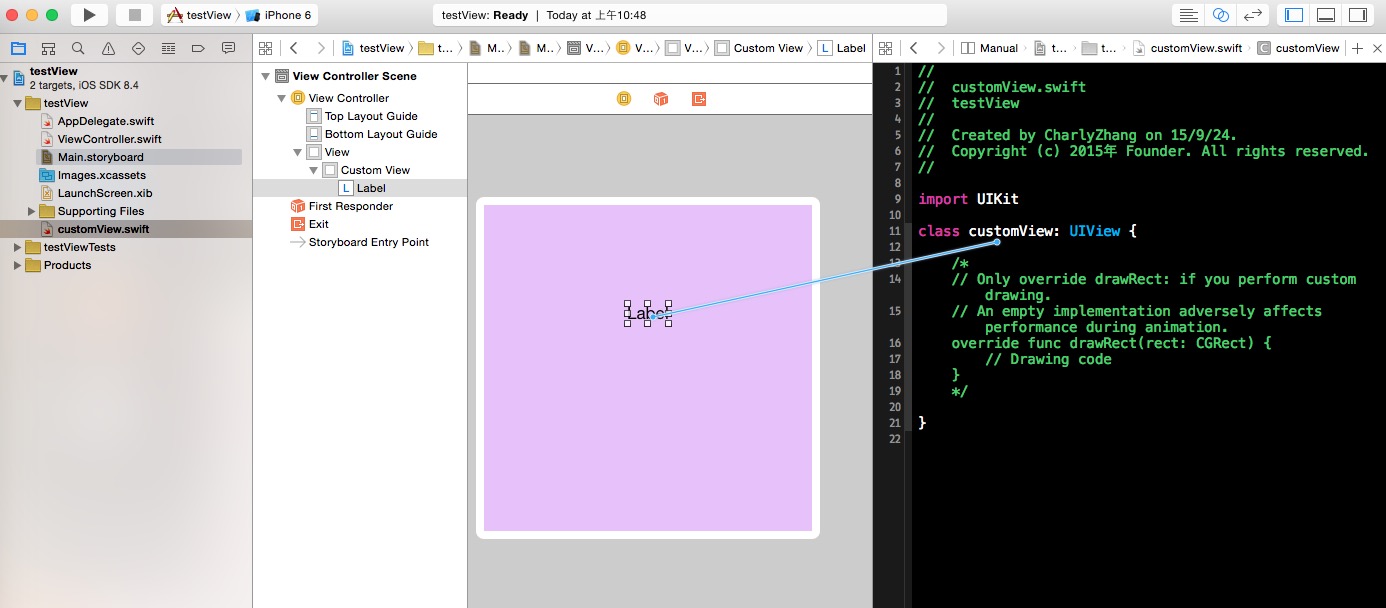 testView 〉 iPhone 6
testView: Ready | Today at 上午10:48
testView 〉 t... 〉 M.. 〉 M... 〉 V... 〉 V... 〉 V... 〉 Custom View 〉 L Label
Manual 〉 t... 〉 t... 〉 customView.swift 〉 C customView
testView
2 targets, iOS SDK 8.4
testView
AppDelegate.swift
ViewController.swift
Main.storyboard
Images.xcassets
LaunchScreen.xib
Supporting Files
customView.swift
testViewTests
Products
View Controller Scene
View Controller
Top Layout Guide
Bottom Layout Guide
View
Custom View
L Label
First Responder
Exit
Storyboard Entry Point
Label
1 //
2 // customView.swift
3 // testView
4 //
5 // Created by CharlyZhang on 15/9/24.
6 // Copyright (c) 2015年 Founder. All rights reserved.
7 //
8
9 import UIKit
10
11 class customView: UIView {
12
13 /*
14 // Only override drawRect: if you perform custom
drawing.
15 // An empty implementation adversely affects
performance during animation.
16 override func drawRect(rect: CGRect) {
17 // Drawing code
18 }
19 */
20
21 }
22